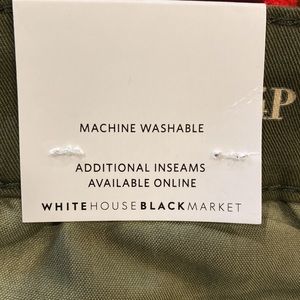 MACHINE WASHABLE
ADDITIONAL INSEAMS
AVAILABLE ONLINE
WHITEHOUSEBLACKMARKET